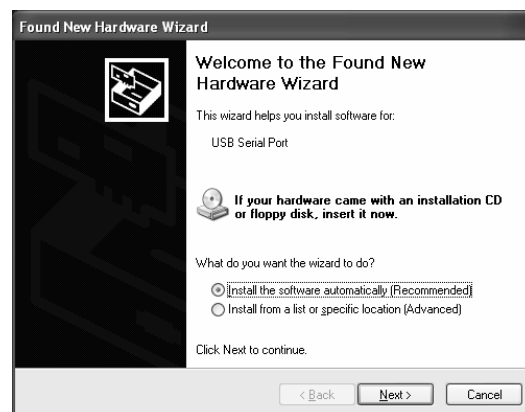 Found New Hardware Wizard
Welcome to the Found New
Hardware Wizard
This wizard helps you install software for:
USB Serial Port
If your hardware came with an installation CD
or floppy disk, insert it now.
What do you want the wizard to do?
Install the software automatically (Recommended)
Install from a list or specific location (Advanced)
Click Next to continue.
< Back Next > Cancel